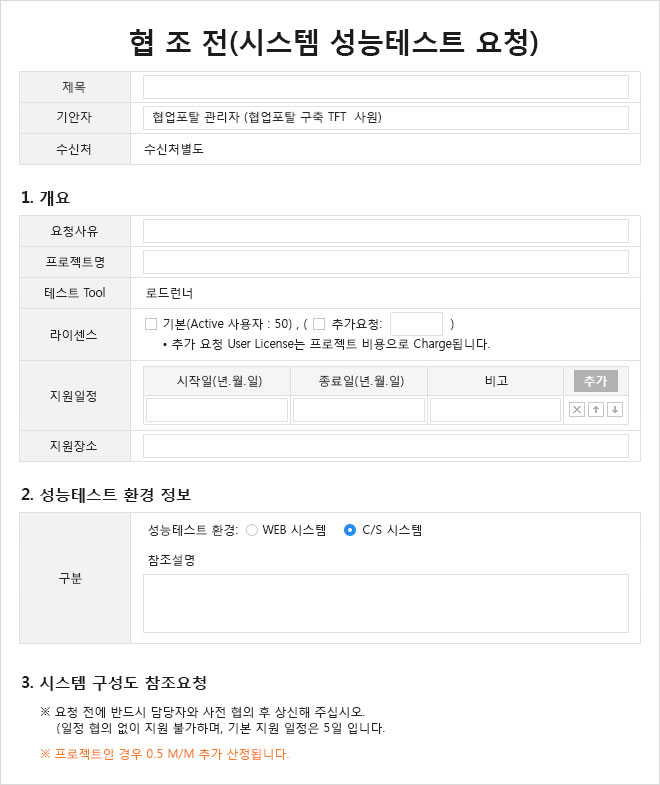 협 조 전(시스템 성능테스트 요청)
제목
기안자 협업포탈 관리자 (협업포탈 구축 TFT 사원)
수신처 수신처별도
1. 개요
요청사유
프로젝트명
테스트 Tool 로드런너
라이센스 기본(Active 사용자 : 50) , ( 추가요청: )
• 추가 요청 User License는 프로젝트 비용으로 Charge됩니다.
지원일정 시작일(년.월.일) 종료일(년.월.일) 비고 추가
지원장소
2. 성능테스트 환경 정보
구분 성능테스트 환경: WEB 시스템 C/S 시스템
참조설명
3. 시스템 구성도 참조요청
※ 요청 전에 반드시 담당자와 사전 협의 후 상신해 주십시오.
(일정 협의 없이 지원 불가하며, 기본 지원 일정은 5일 입니다.
※ 프로젝트인 경우 0.5 M/M 추가 산정됩니다.